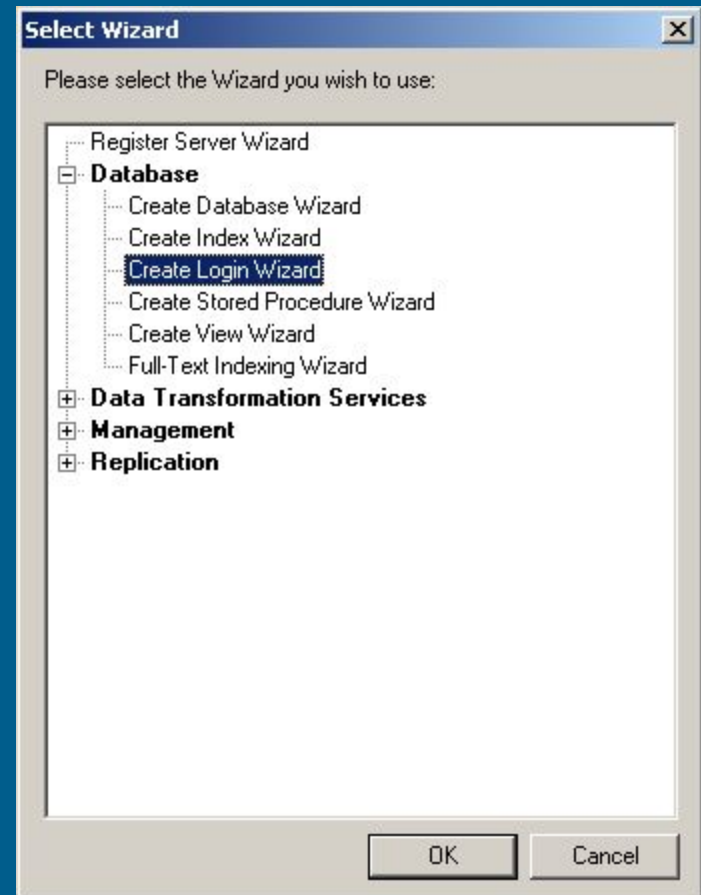 Select Wizard
Please select the Wizard you wish to use:
Register Server Wizard
Database
Create Database Wizard
Create Index Wizard
Create Login Wizard
Create Stored Procedure Wizard
Create View Wizard
Full-Text Indexing Wizard
Data Transformation Services
Management
Replication
OK
Cancel